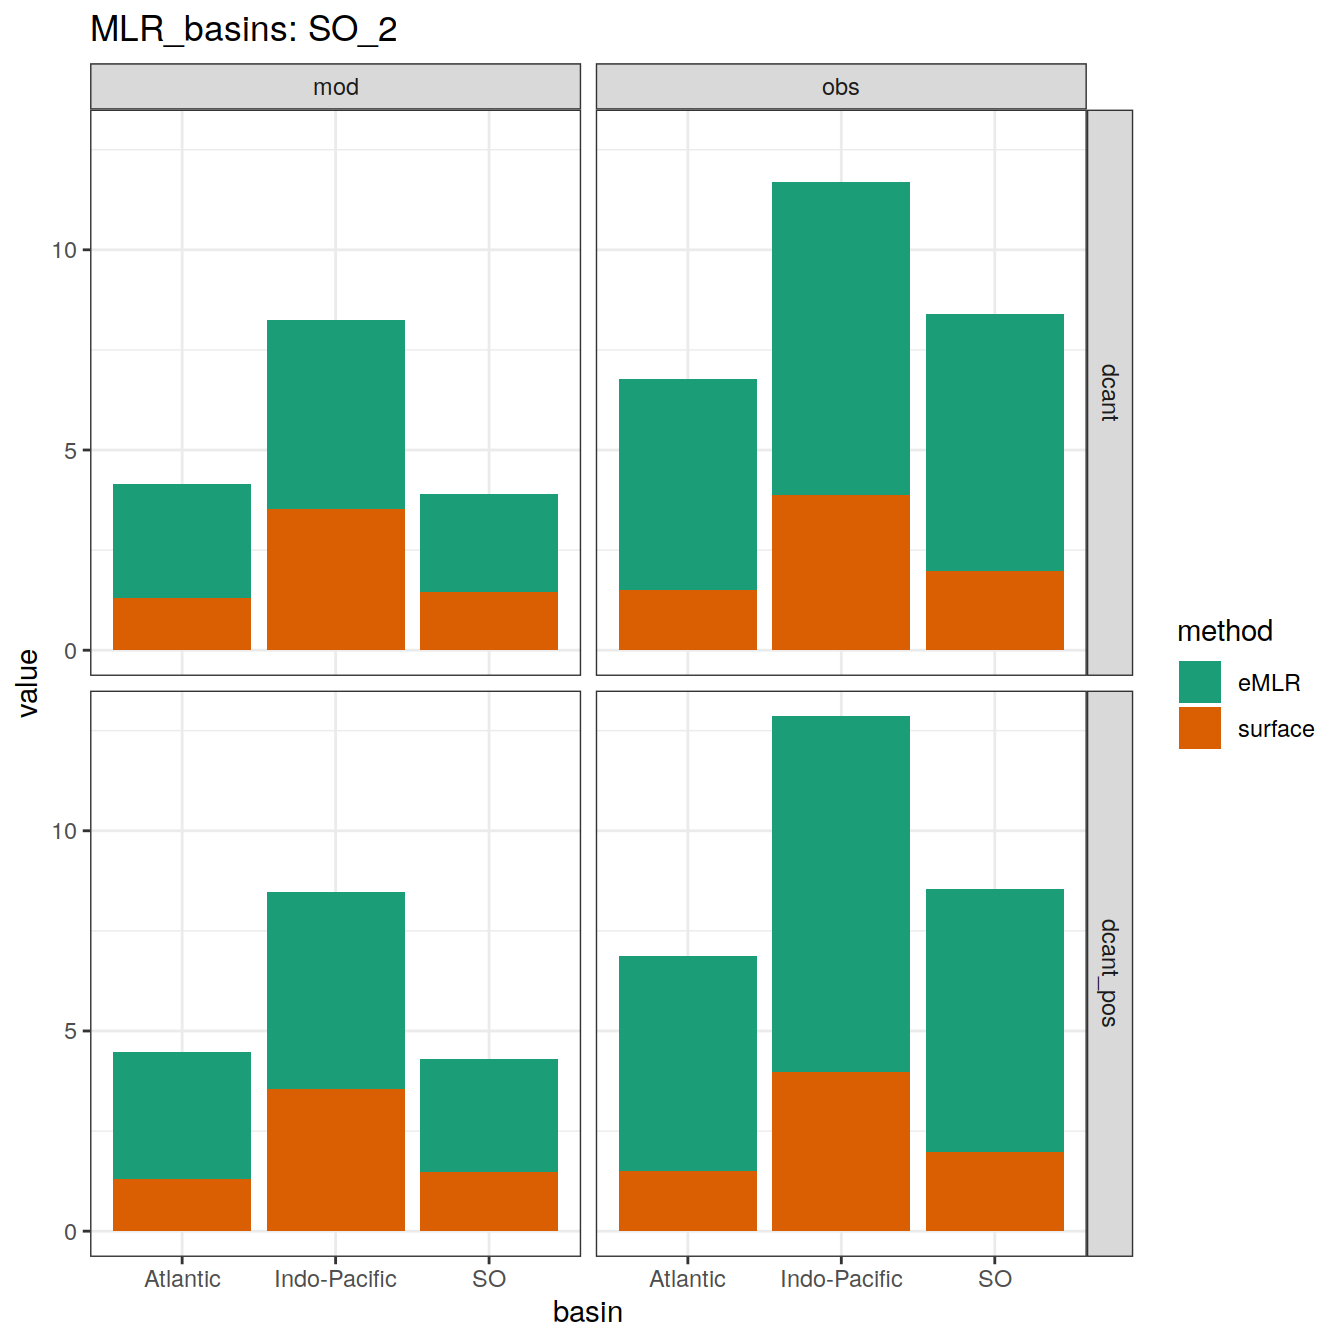 MLR_basins: SO_2
mod
obs
dcant
10
5
0
value
method
eMLR
surface
dcant_pos
10
5
0
Atlantic
Indo-Pacific
SO
Atlantic
Indo-Pacific
SO
basin